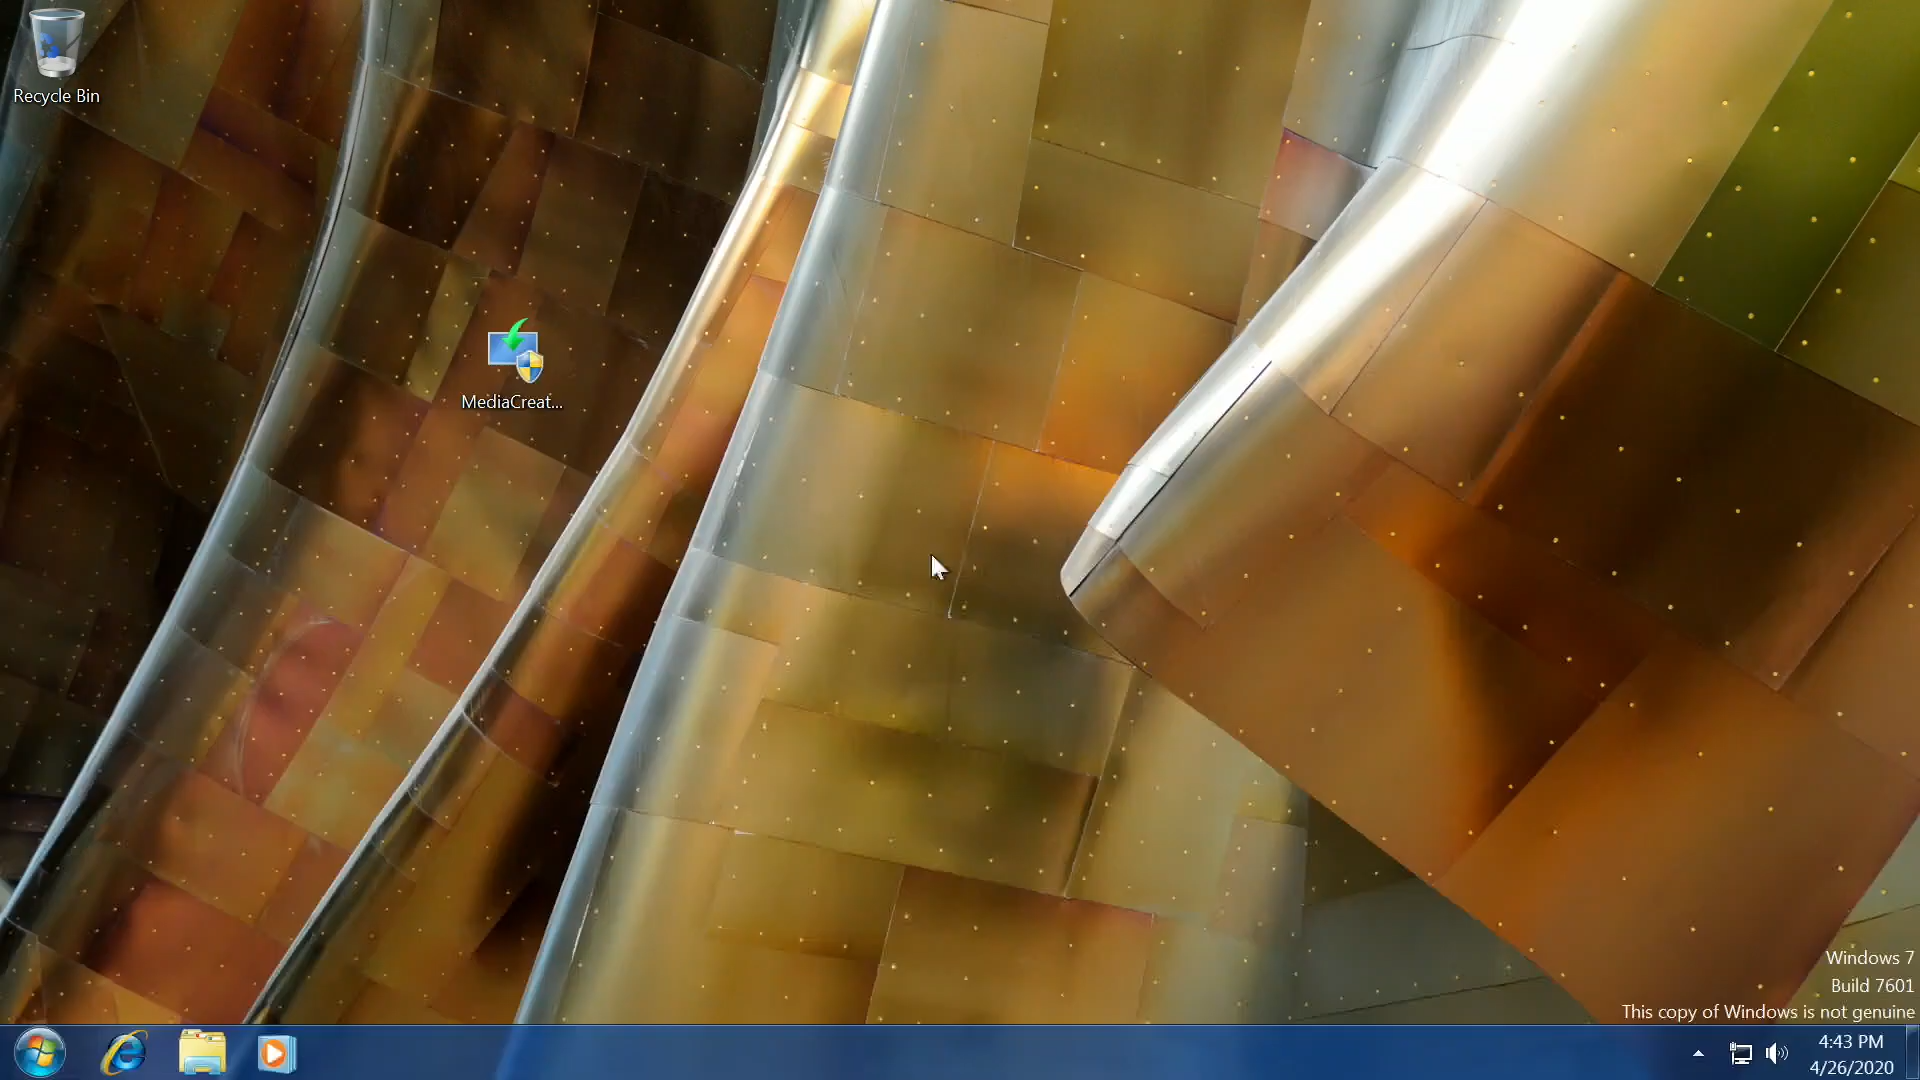 Recycle Bin
MediaCreat...
Windows 7
Build 7601
This copy of Windows is not genuine
4:43 PM
4/26/2020